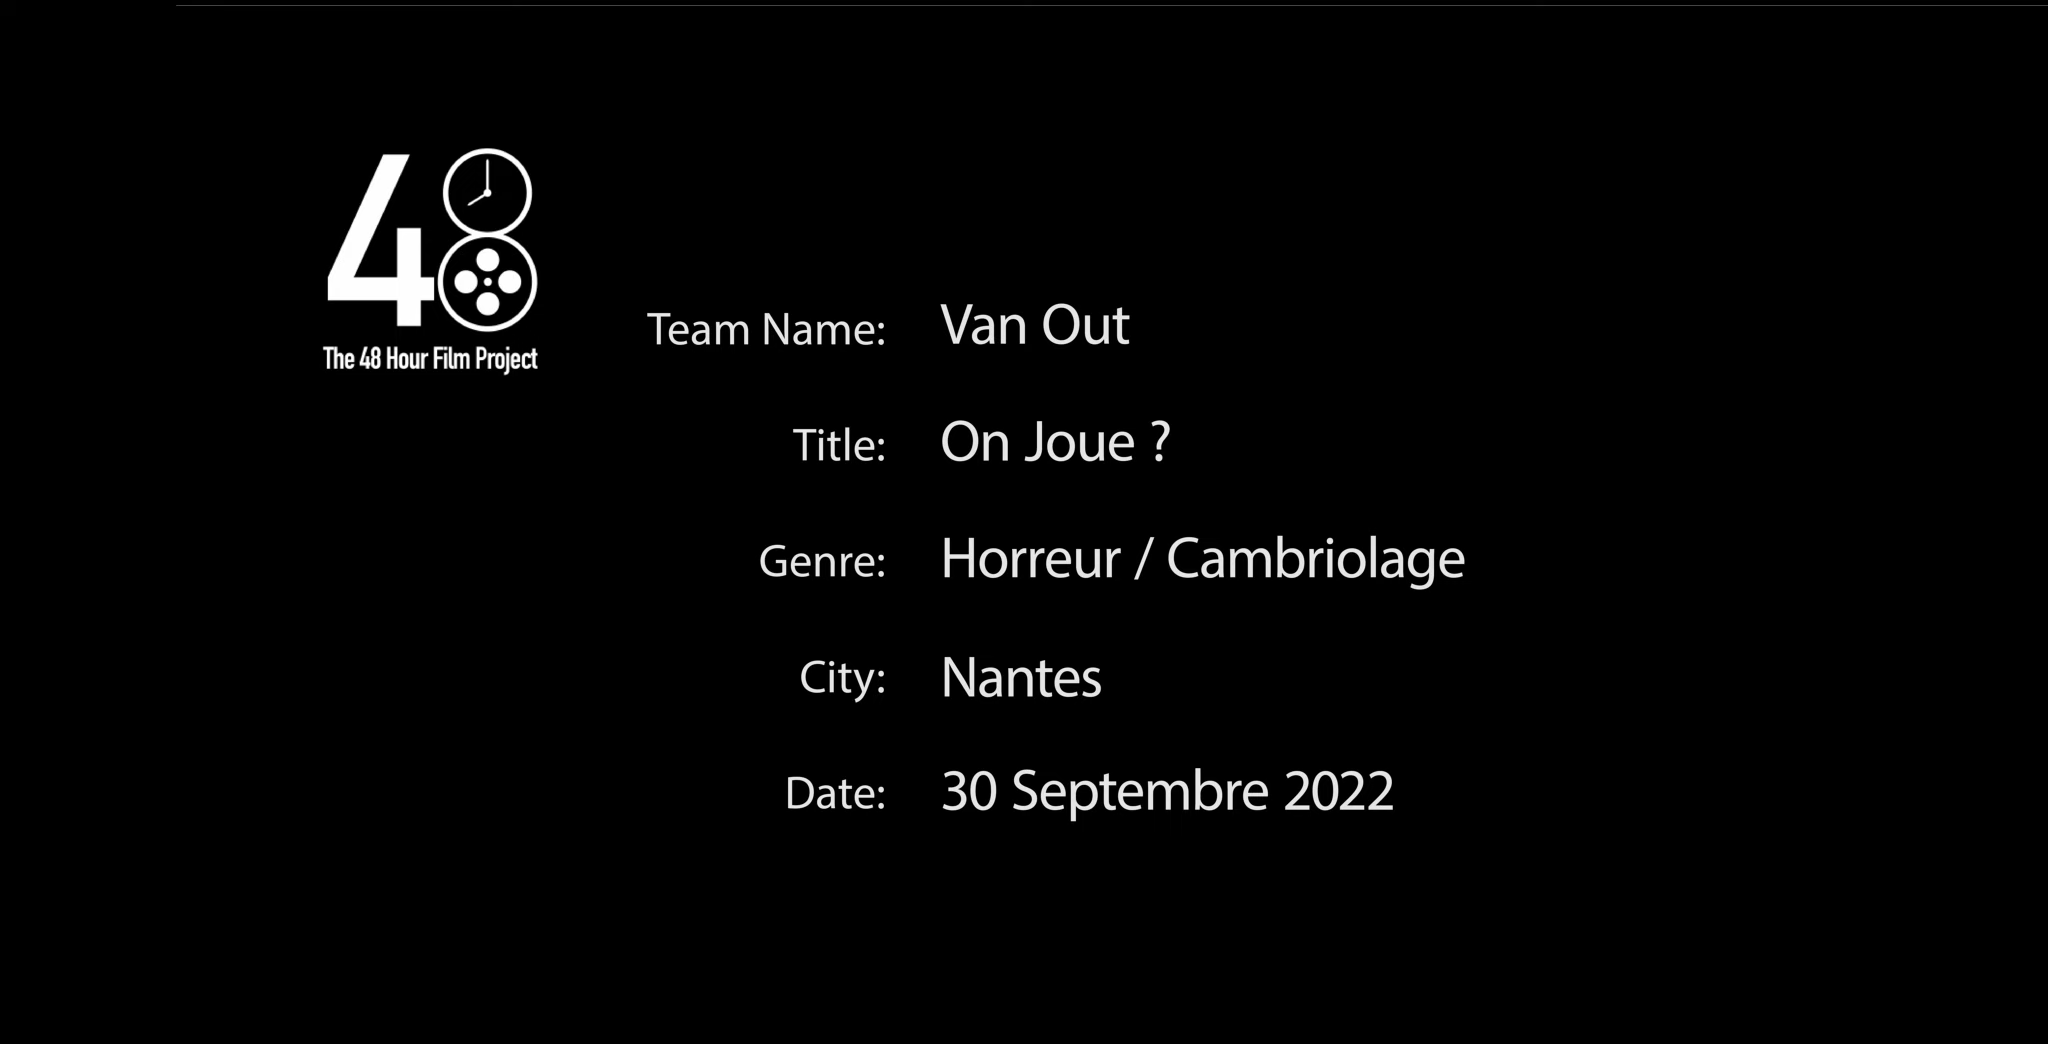 48
The 48 Hour Film Project
Team Name: Van Out
Title: On Joue ?
Genre: Horreur / Cambriolage
City: Nantes
Date: 30 Septembre 2022